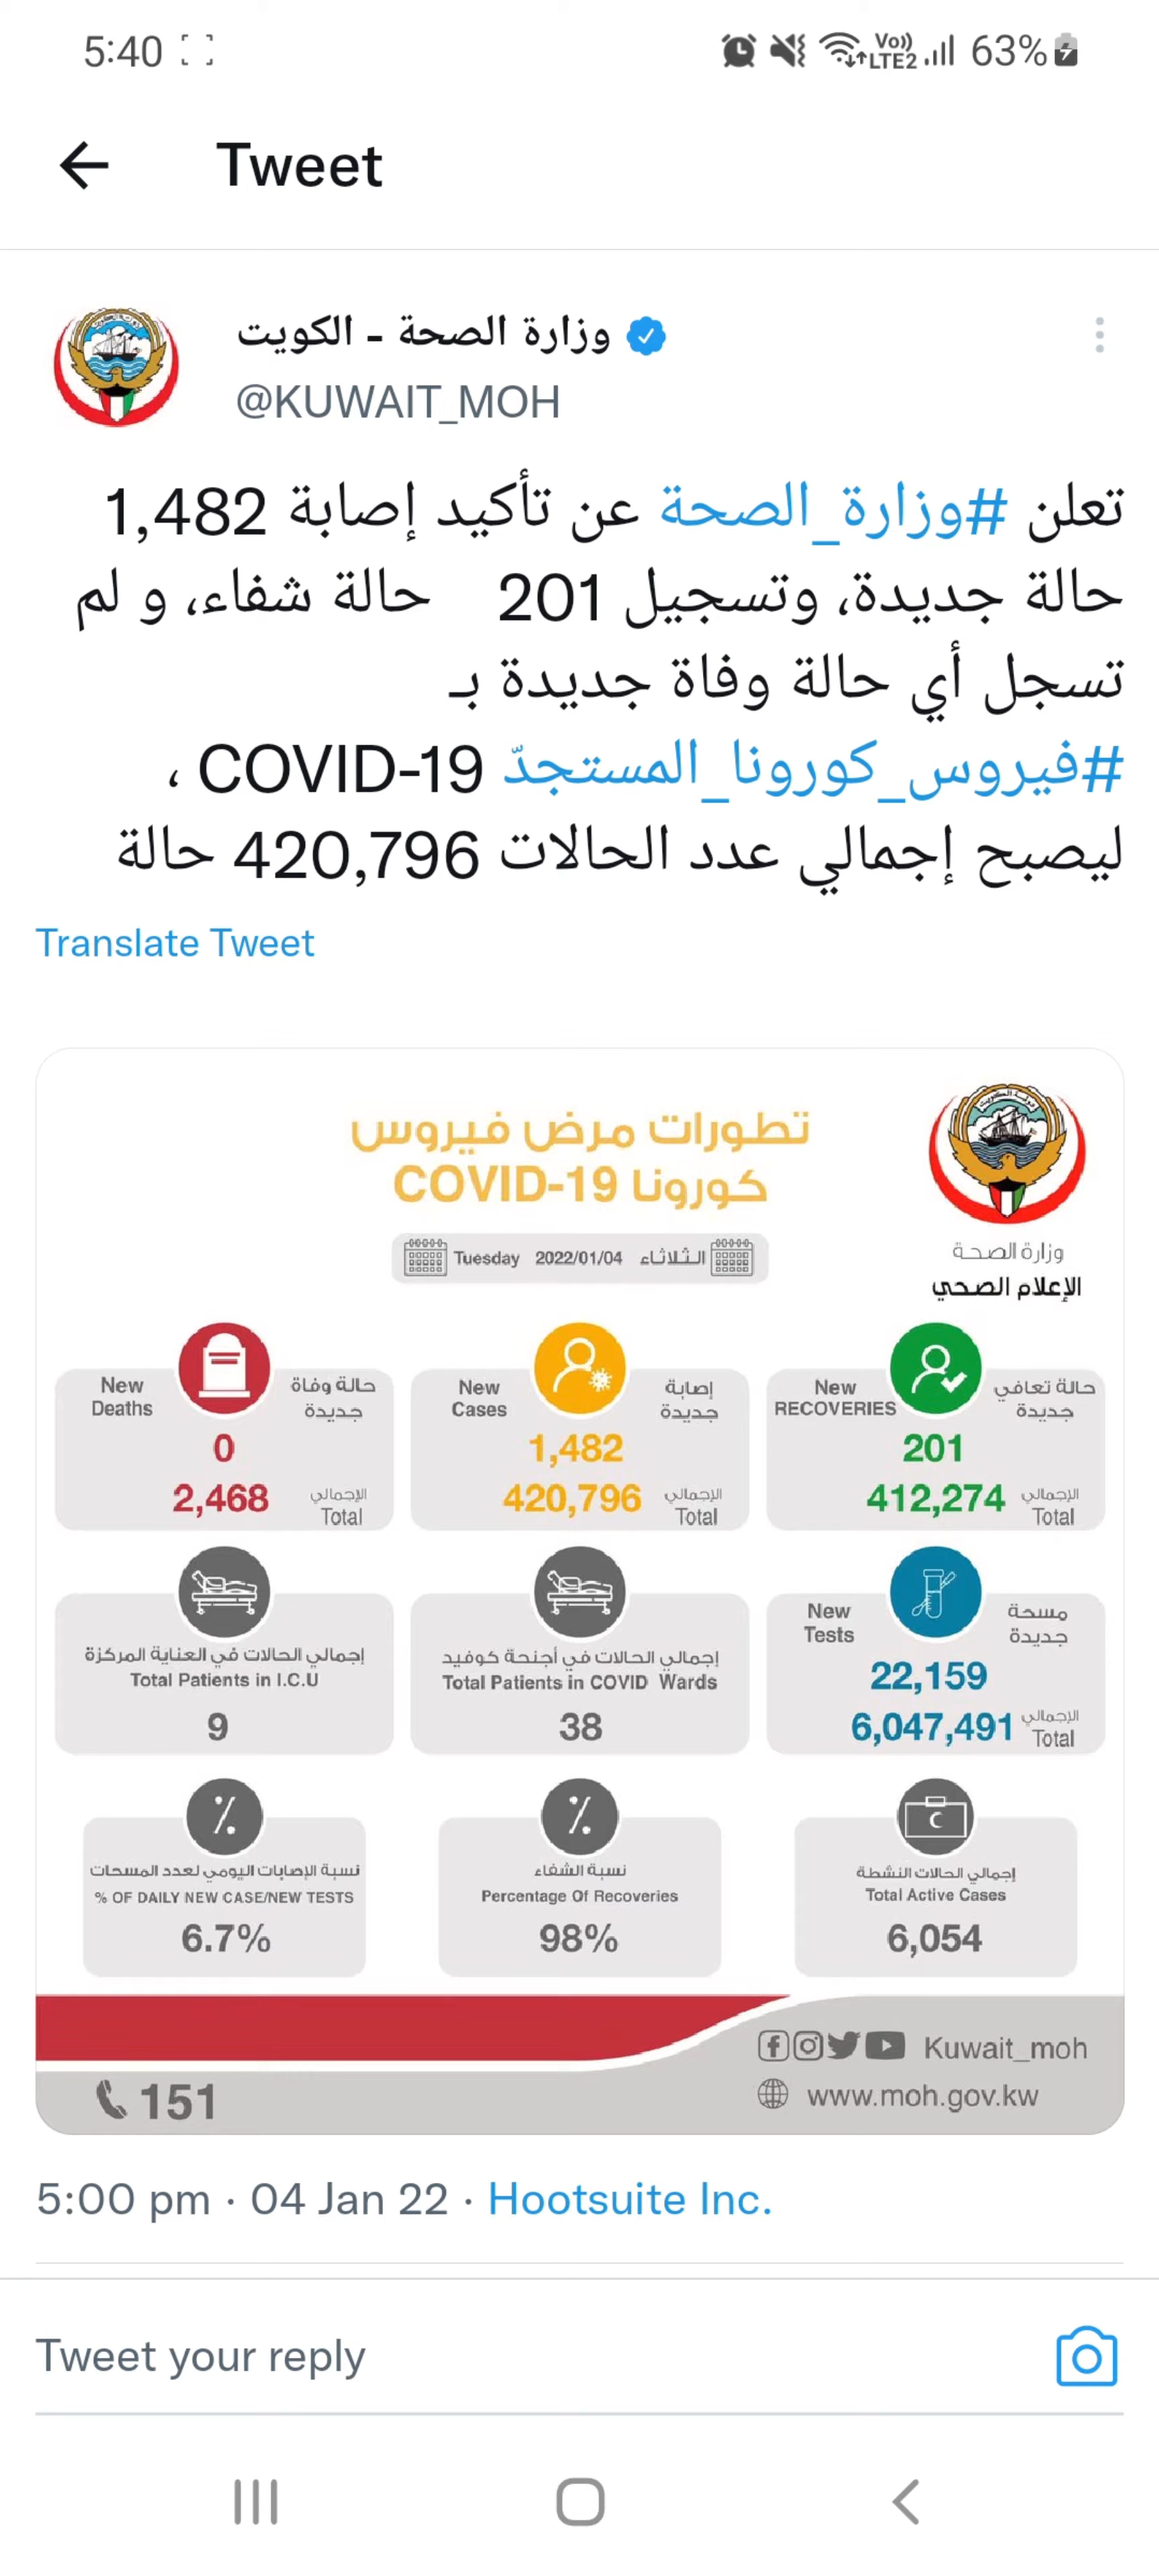 5:40 Vo)) LTE2 63%
Tweet
وزارة الصحة - الكويت
@KUWAIT_MOH
تعلن #وزارة_الصحة عن تأكيد إصابة 1,482
حالة جديدة، وتسجيل 201 حالة شفاء، و لم
تسجل أي حالة وفاة جديدة بـ
#فيروس_كورونا_المستجدّ COVID-19 ،
ليصبح إجمالي عدد الحالات 420,796 حالة
Translate Tweet
تطورات مرض فيروس
كورونا COVID-19
Tuesday 2022/01/04 الثلاثاء
وزارة الصحة
الإعلام الصحي
New Deaths
حالة وفاة جديدة
0
2,468
الإجمالي
Total
New Cases
إصابة جديدة
1,482
420,796
الإجمالي
Total
New RECOVERIES
حالة تعافي جديدة
201
412,274
الإجمالي
Total
إجمالي الحالات في العناية المركزة
Total Patients in I.C.U
9
إجمالي الحالات في أجنحة كوفيد
Total Patients in COVID Wards
38
New Tests
مسحة جديدة
22,159
6,047,491
الإجمالي
Total
نسبة الإصابات اليومي لعدد المسحات
% OF DAILY NEW CASE/NEW TESTS
6.7%
نسبة الشفاء
Percentage Of Recoveries
98%
إجمالي الحالات النشطة
Total Active Cases
6,054
151
Kuwait_moh
www.moh.gov.kw
5:00 pm · 04 Jan 22 · Hootsuite Inc.
Tweet your reply